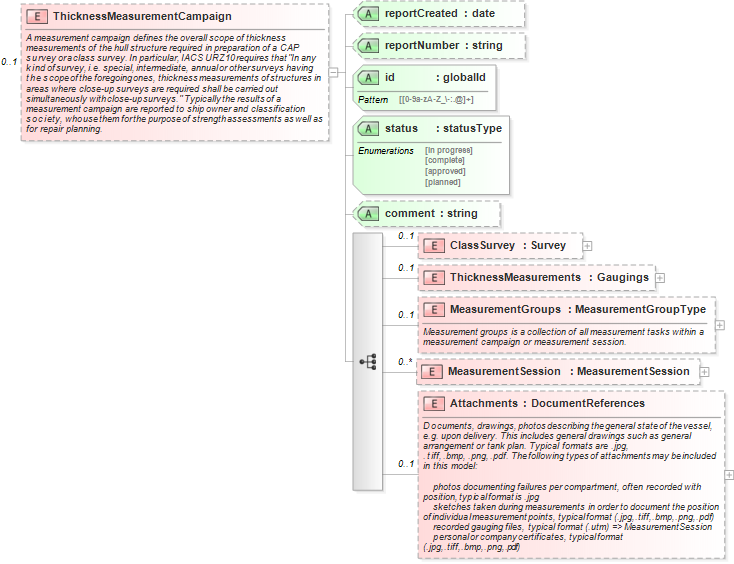 E ThicknessMeasurementCampaign
0..1
A measurement campaign defines the overall scope of thickness
measurements of the hull structure required in preparation of a CAP
survey or a class survey. In particular, IACS URZ10 requires that "In any
kind of survey, i.e. special, intermediate, annual or other surveys having
the scope of the foregoing ones, thickness measurements of structures in
areas where close-up surveys are required shall be carried out
simultaneously with close-up surveys." Typically the results of a
measurement campaign are reported to ship owner and classification
society, who use them for the purpose of strength assessments as well as
for repair planning.
A reportCreated : date
A reportNumber : string
A id : globalId
Pattern [[0-9a-zA-Z_\-:.@]+]
A status : statusType
Enumerations [in progress]
[complete]
[approved]
[planned]
A comment : string
0..1
E ClassSurvey : Survey
0..1
E ThicknessMeasurements : Gaugings
0..1
E MeasurementGroups : MeasurementGroupType
Measurement groups is a collection of all measurement tasks within a
measurement campaign or measurement session.
0..*
E MeasurementSession : MeasurementSession
0..1
E Attachments : DocumentReferences
Documents, drawings, photos describing the general state of the vessel,
e.g. upon delivery. This includes general drawings such as general
arrangement or tank plan. Typical formats are .jpg,
.tiff, .bmp, .png, .pdf. The following types of attachments may be included
in this model:
photos documenting failures per compartment, often recorded with
position, typical format is .jpg
sketches taken during measurements in order to document the position
of individual measurement points, typical format (.jpg, .tiff, .bmp, .png, .pdf)
recorded gauging files, typical format (.utm) => MeasurementSession
personal or company certificates, typical format
(.jpg, .tiff, .bmp, .png, .pdf)